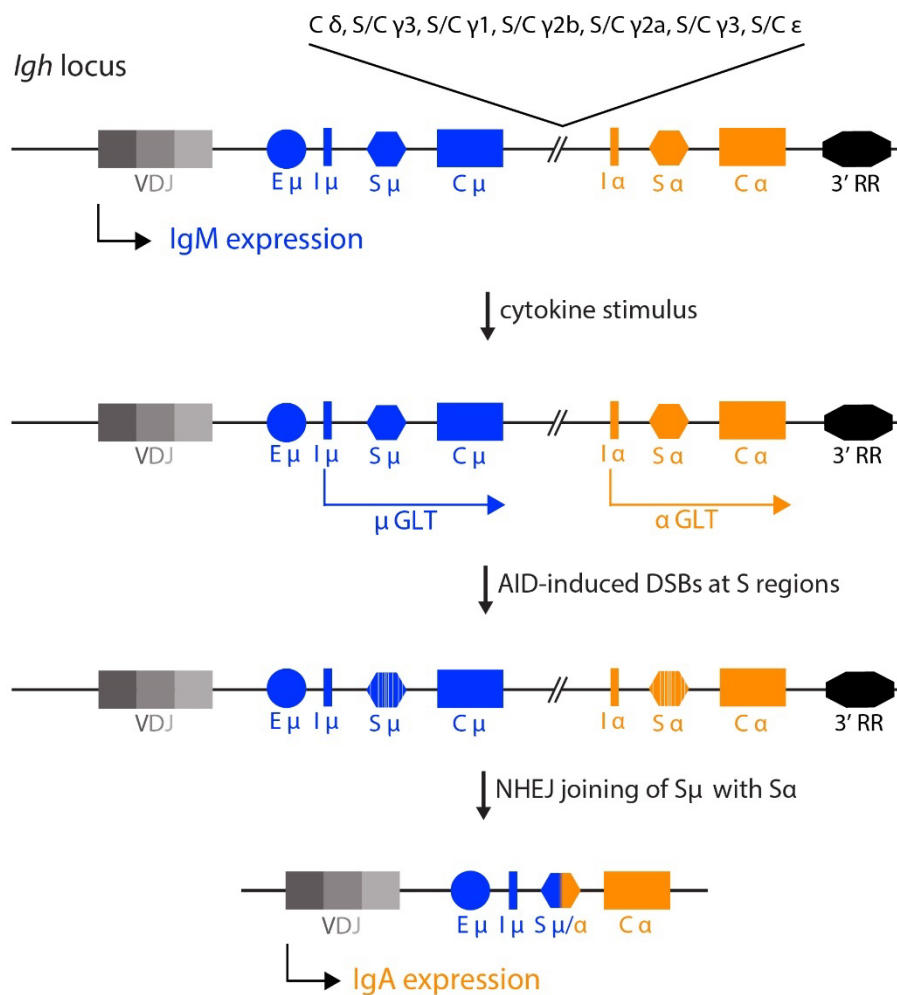 C δ, S/C γ3, S/C γ1, S/C γ2b, S/C γ2a, S/C γ3, S/C ε
Igh locus
VDJ E μ I μ S μ C μ I α S α C α 3’ RR
IgM expression
cytokine stimulus
VDJ E μ I μ S μ C μ I α S α C α 3’ RR
μ GLT α GLT
AID-induced DSBs at S regions
VDJ E μ I μ S μ C μ I α S α C α 3’ RR
NHEJ joining of Sμ with Sα
VDJ E μ I μ S μ/α C α
IgA expression